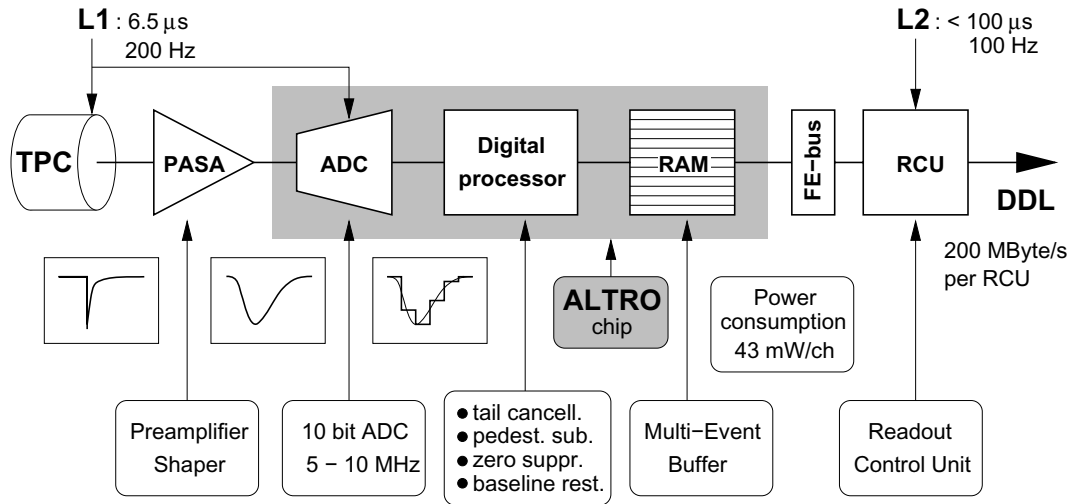 L1 : 6.5 μs
200 Hz
L2 : < 100 μs
100 Hz
TPC
PASA
ADC
Digital
processor
RAM
FE−bus
RCU
DDL
200 MByte/s
per RCU
ALTRO
chip
Power
consumption
43 mW/ch
Preamplifier
Shaper
10 bit ADC
5 − 10 MHz
● tail cancell.
● pedest. sub.
● zero suppr.
● baseline rest.
Multi−Event
Buffer
Readout
Control Unit